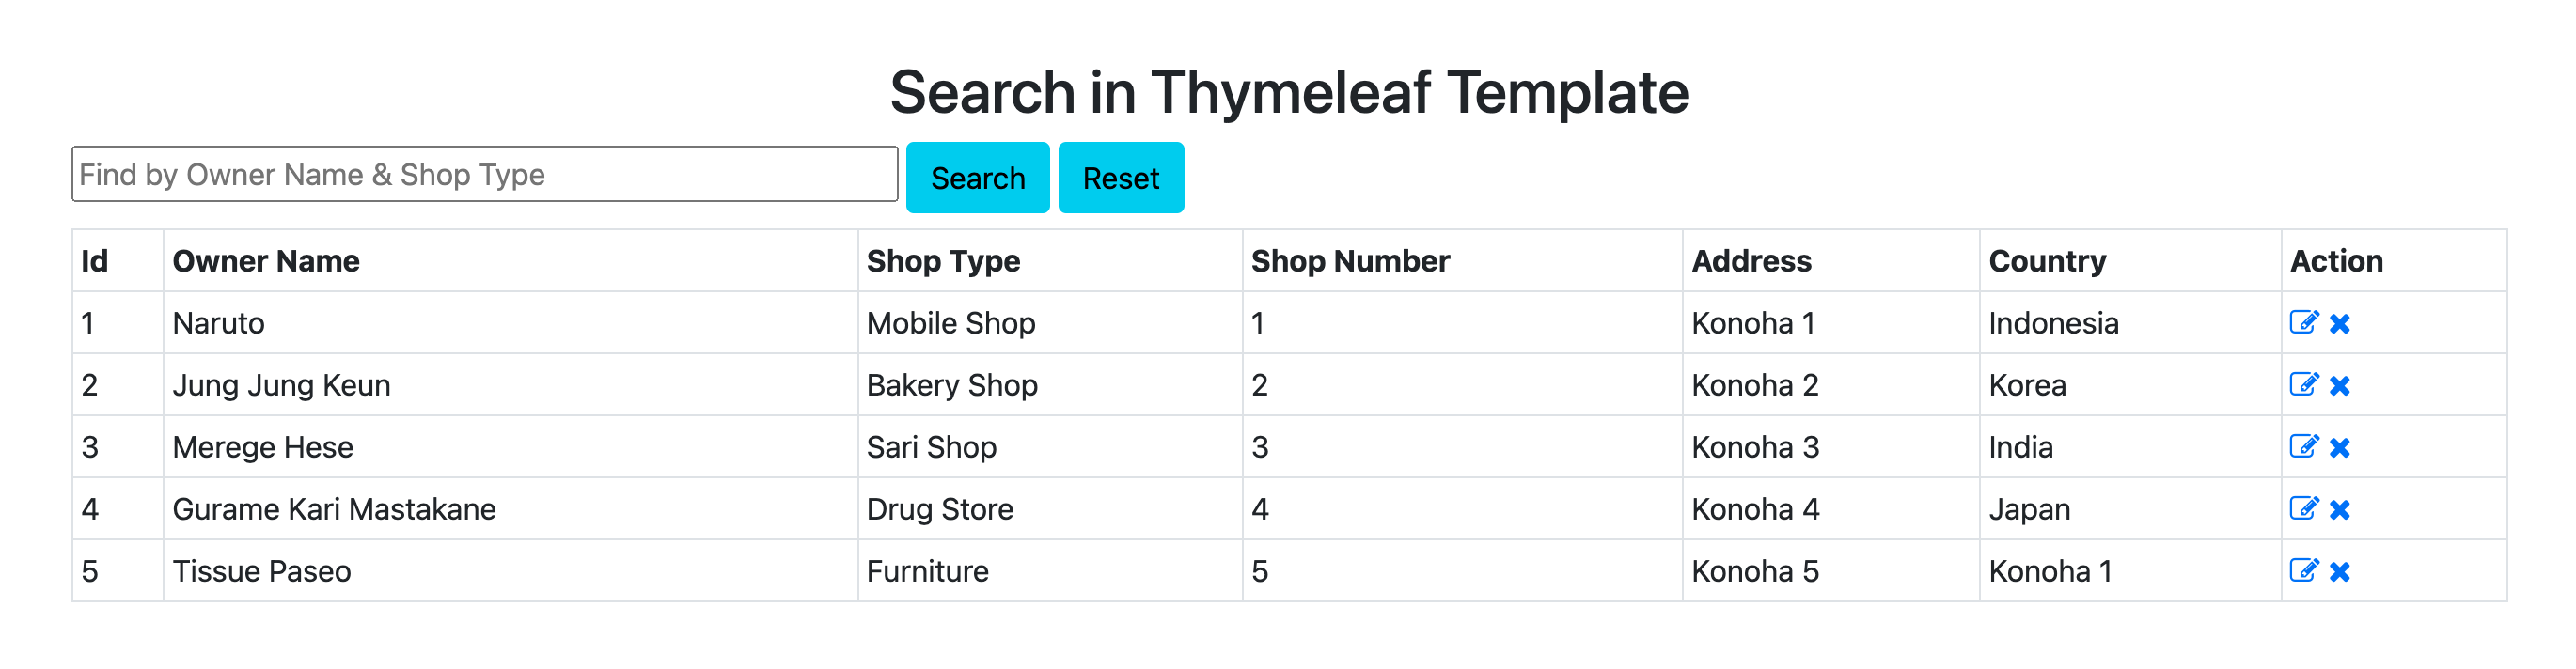 Search in Thymeleaf Template
Find by Owner Name & Shop Type Search Reset
Id Owner Name Shop Type Shop Number Address Country Action
1 Naruto Mobile Shop 1 Konoha 1 Indonesia
2 Jung Jung Keun Bakery Shop 2 Konoha 2 Korea
3 Merege Hese Sari Shop 3 Konoha 3 India
4 Gurame Kari Mastakane Drug Store 4 Konoha 4 Japan
5 Tissue Paseo Furniture 5 Konoha 5 Konoha 1